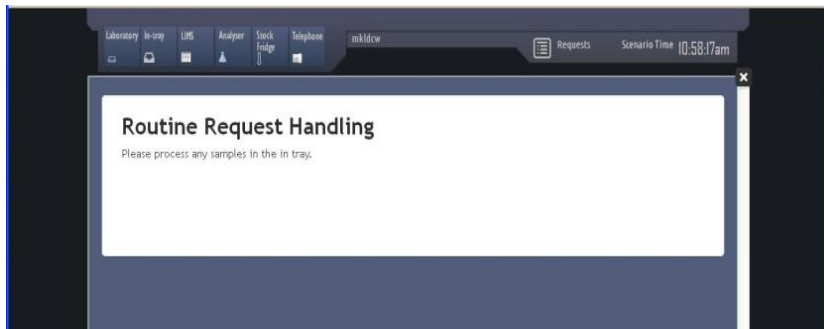 Laboratory In-tray LIMS Analyser Stock Fridge Telephone
mkldcw
Requests
Scenario Time 10:58:17am
Routine Request Handling
Please process any samples in the in tray.